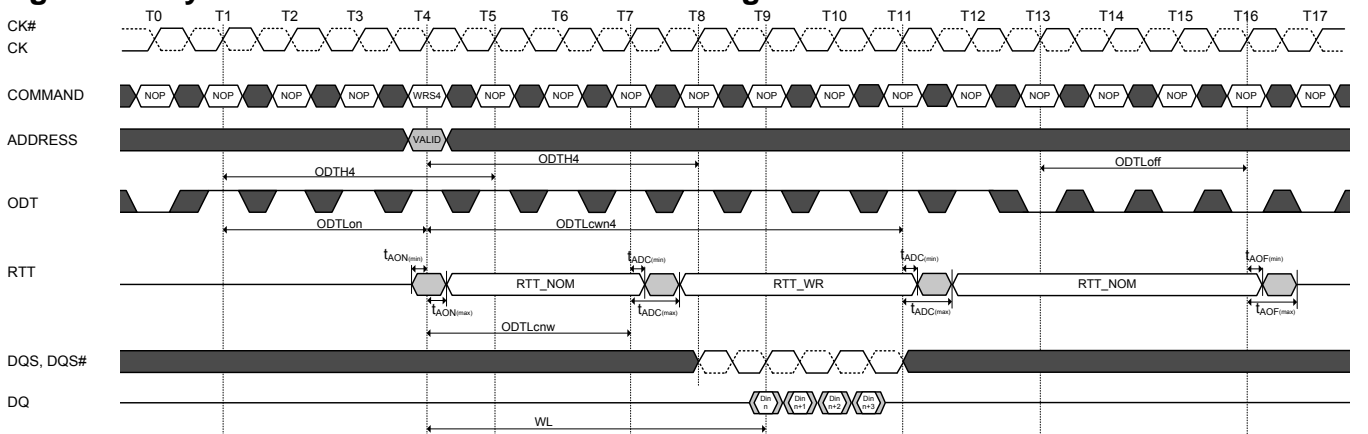 T0 T1 T2 T3 T4 T5 T6 T7 T8 T9 T10 T11 T12 T13 T14 T15 T16 T17
CK#
CK
COMMAND NOP NOP NOP NOP WRS4 NOP NOP NOP NOP NOP NOP NOP NOP NOP NOP NOP NOP NOP
ADDRESS VALID
ODTH4 ODTLoff
ODTH4
ODT
ODTLon ODTLcwn4
tAON(min) tADC(min) tADC(min) tAOF(min)
RTT RTT_NOM RTT_WR RTT_NOM
tAON(max) tADC(max) tADC(max) tAOF(max)
ODTLcnw
DQS, DQS#
DQ Din n Din n+1 Din n+2 Din n+3
WL